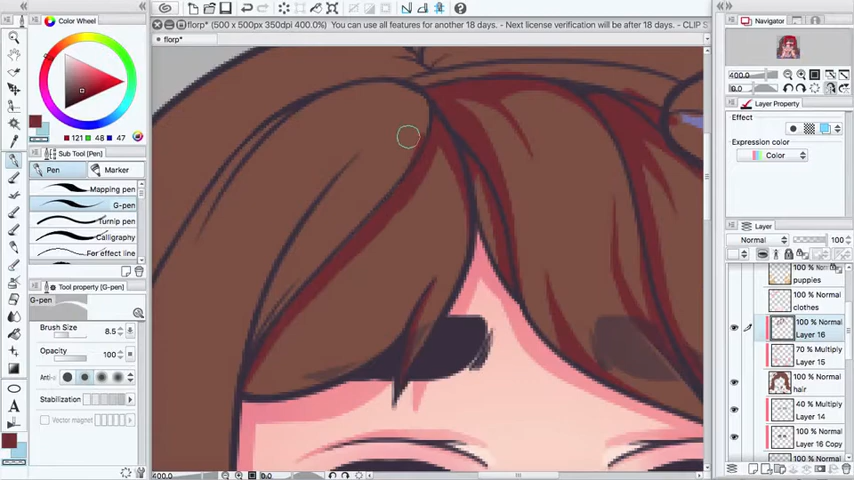 florp* (500 x 500px 350dpi 400.0%) You can use all features for another 18 days. Next license verification will be after 18 days. - CLIP S
florp*
Color Wheel
121 48 47
Sub Tool (Pen)
Pen
Marker
Mapping pen
G-pen
Turnip pen
Calligraphy
For effect line
Tool property (G-pen)
G-pen
Brush Size
8.5
Opacity
100
Anti-
Stabilization
Vector magnet
400.0
0.0
Navigator
400.0
0.0
Layer Property
Effect
Expression color
Color
Layer
Normal
100
100 % Normal
puppies
100 % Normal
clothes
100 % Normal
Layer 16
70 % Multiply
Layer 15
100 % Normal
hair
40 % Multiply
Layer 14
100 % Normal
Layer 16 Copy
100 % Normal